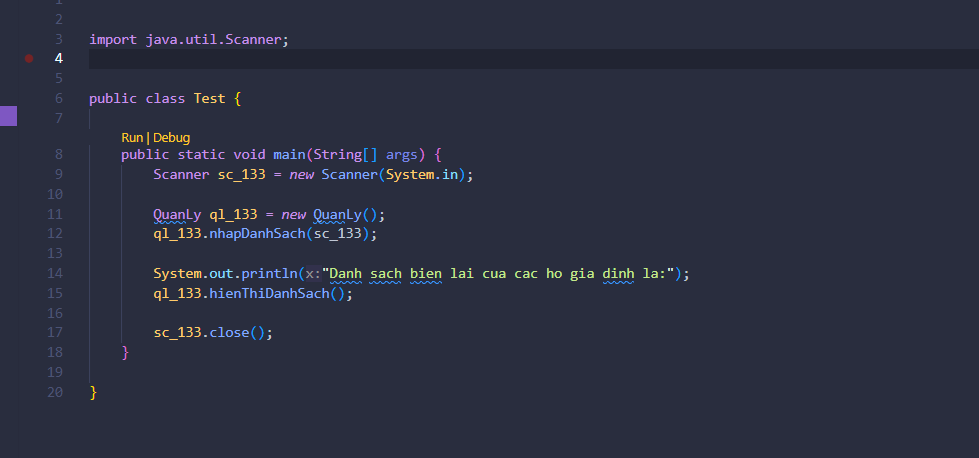 1
2
3 import java.util.Scanner;
4
5
6 public class Test {
7
Run | Debug
8 public static void main(String[] args) {
9 Scanner sc_133 = new Scanner(System.in);
10
11 QuanLy ql_133 = new QuanLy();
12 ql_133.nhapDanhSach(sc_133);
13
14 System.out.println(x:"Danh sach bien lai cua cac ho gia dinh la:");
15 ql_133.hienThiDanhSach();
16
17 sc_133.close();
18 }
19
20 }